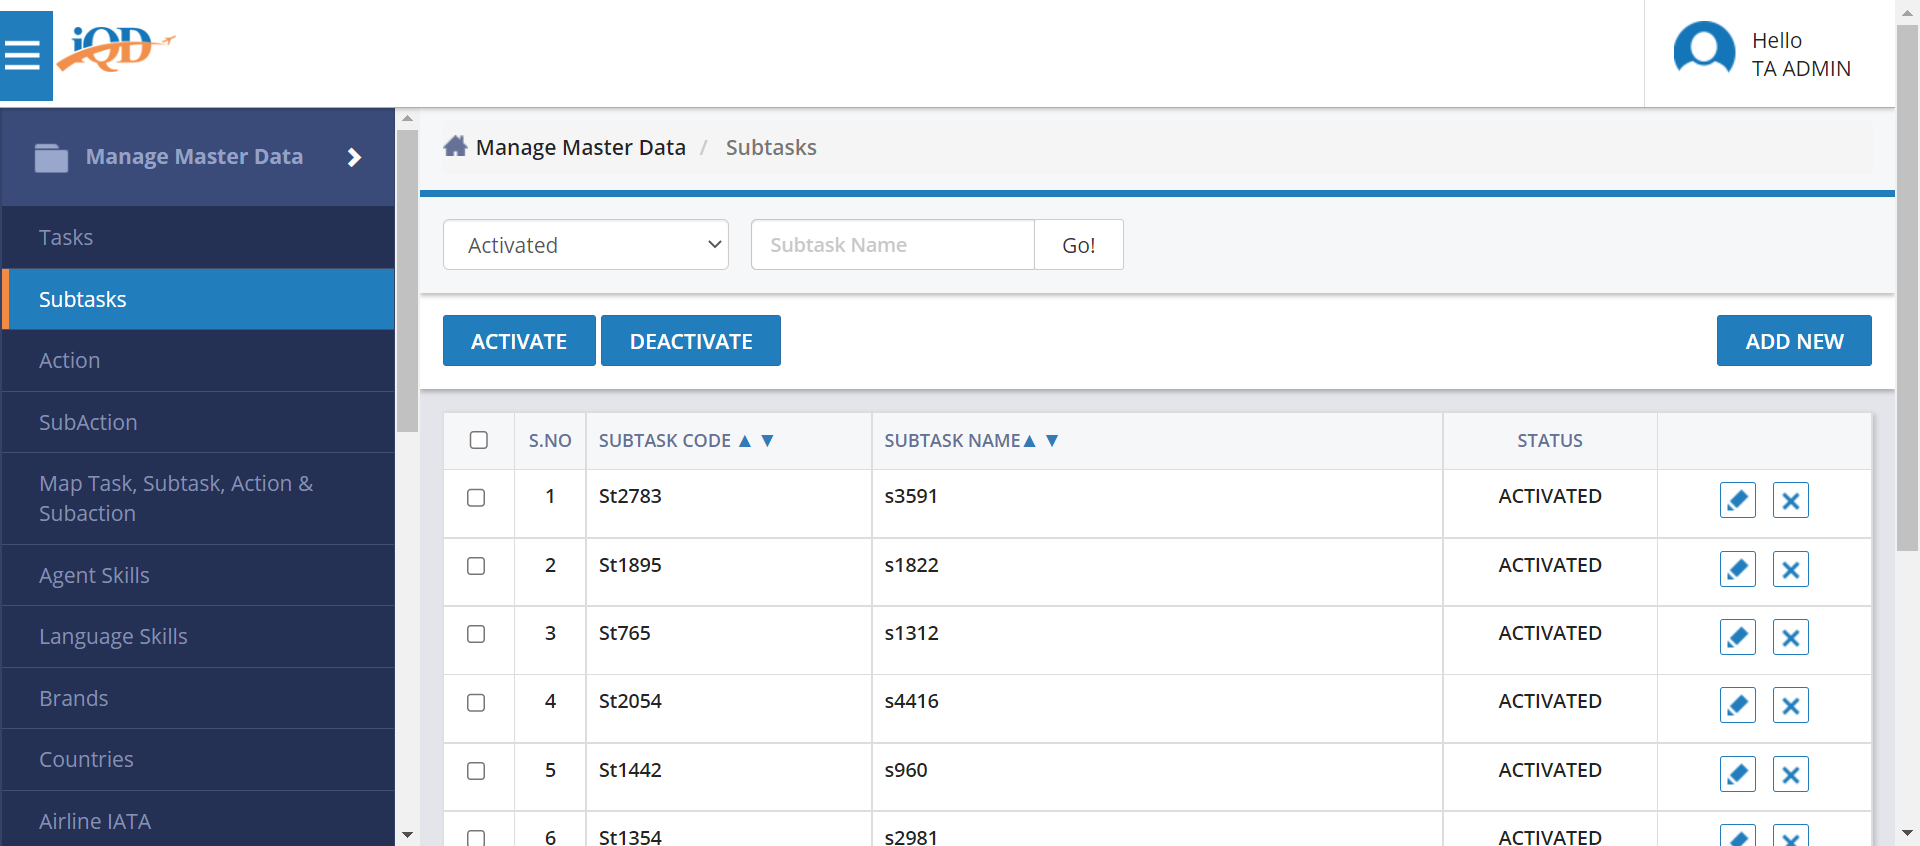 iQD
Hello
TA ADMIN
Manage Master Data
Tasks
Subtasks
Action
SubAction
Map Task, Subtask, Action &
Subaction
Agent Skills
Language Skills
Brands
Countries
Airline IATA
Manage Master Data / Subtasks
Activated Subtask Name Go!
ACTIVATE DEACTIVATE ADD NEW
S.NO SUBTASK CODE ▲ ▼ SUBTASK NAME ▲ ▼ STATUS
1 St2783 s3591 ACTIVATED
2 St1895 s1822 ACTIVATED
3 St765 s1312 ACTIVATED
4 St2054 s4416 ACTIVATED
5 St1442 s960 ACTIVATED
6 St1354 s2981 ACTIVATED